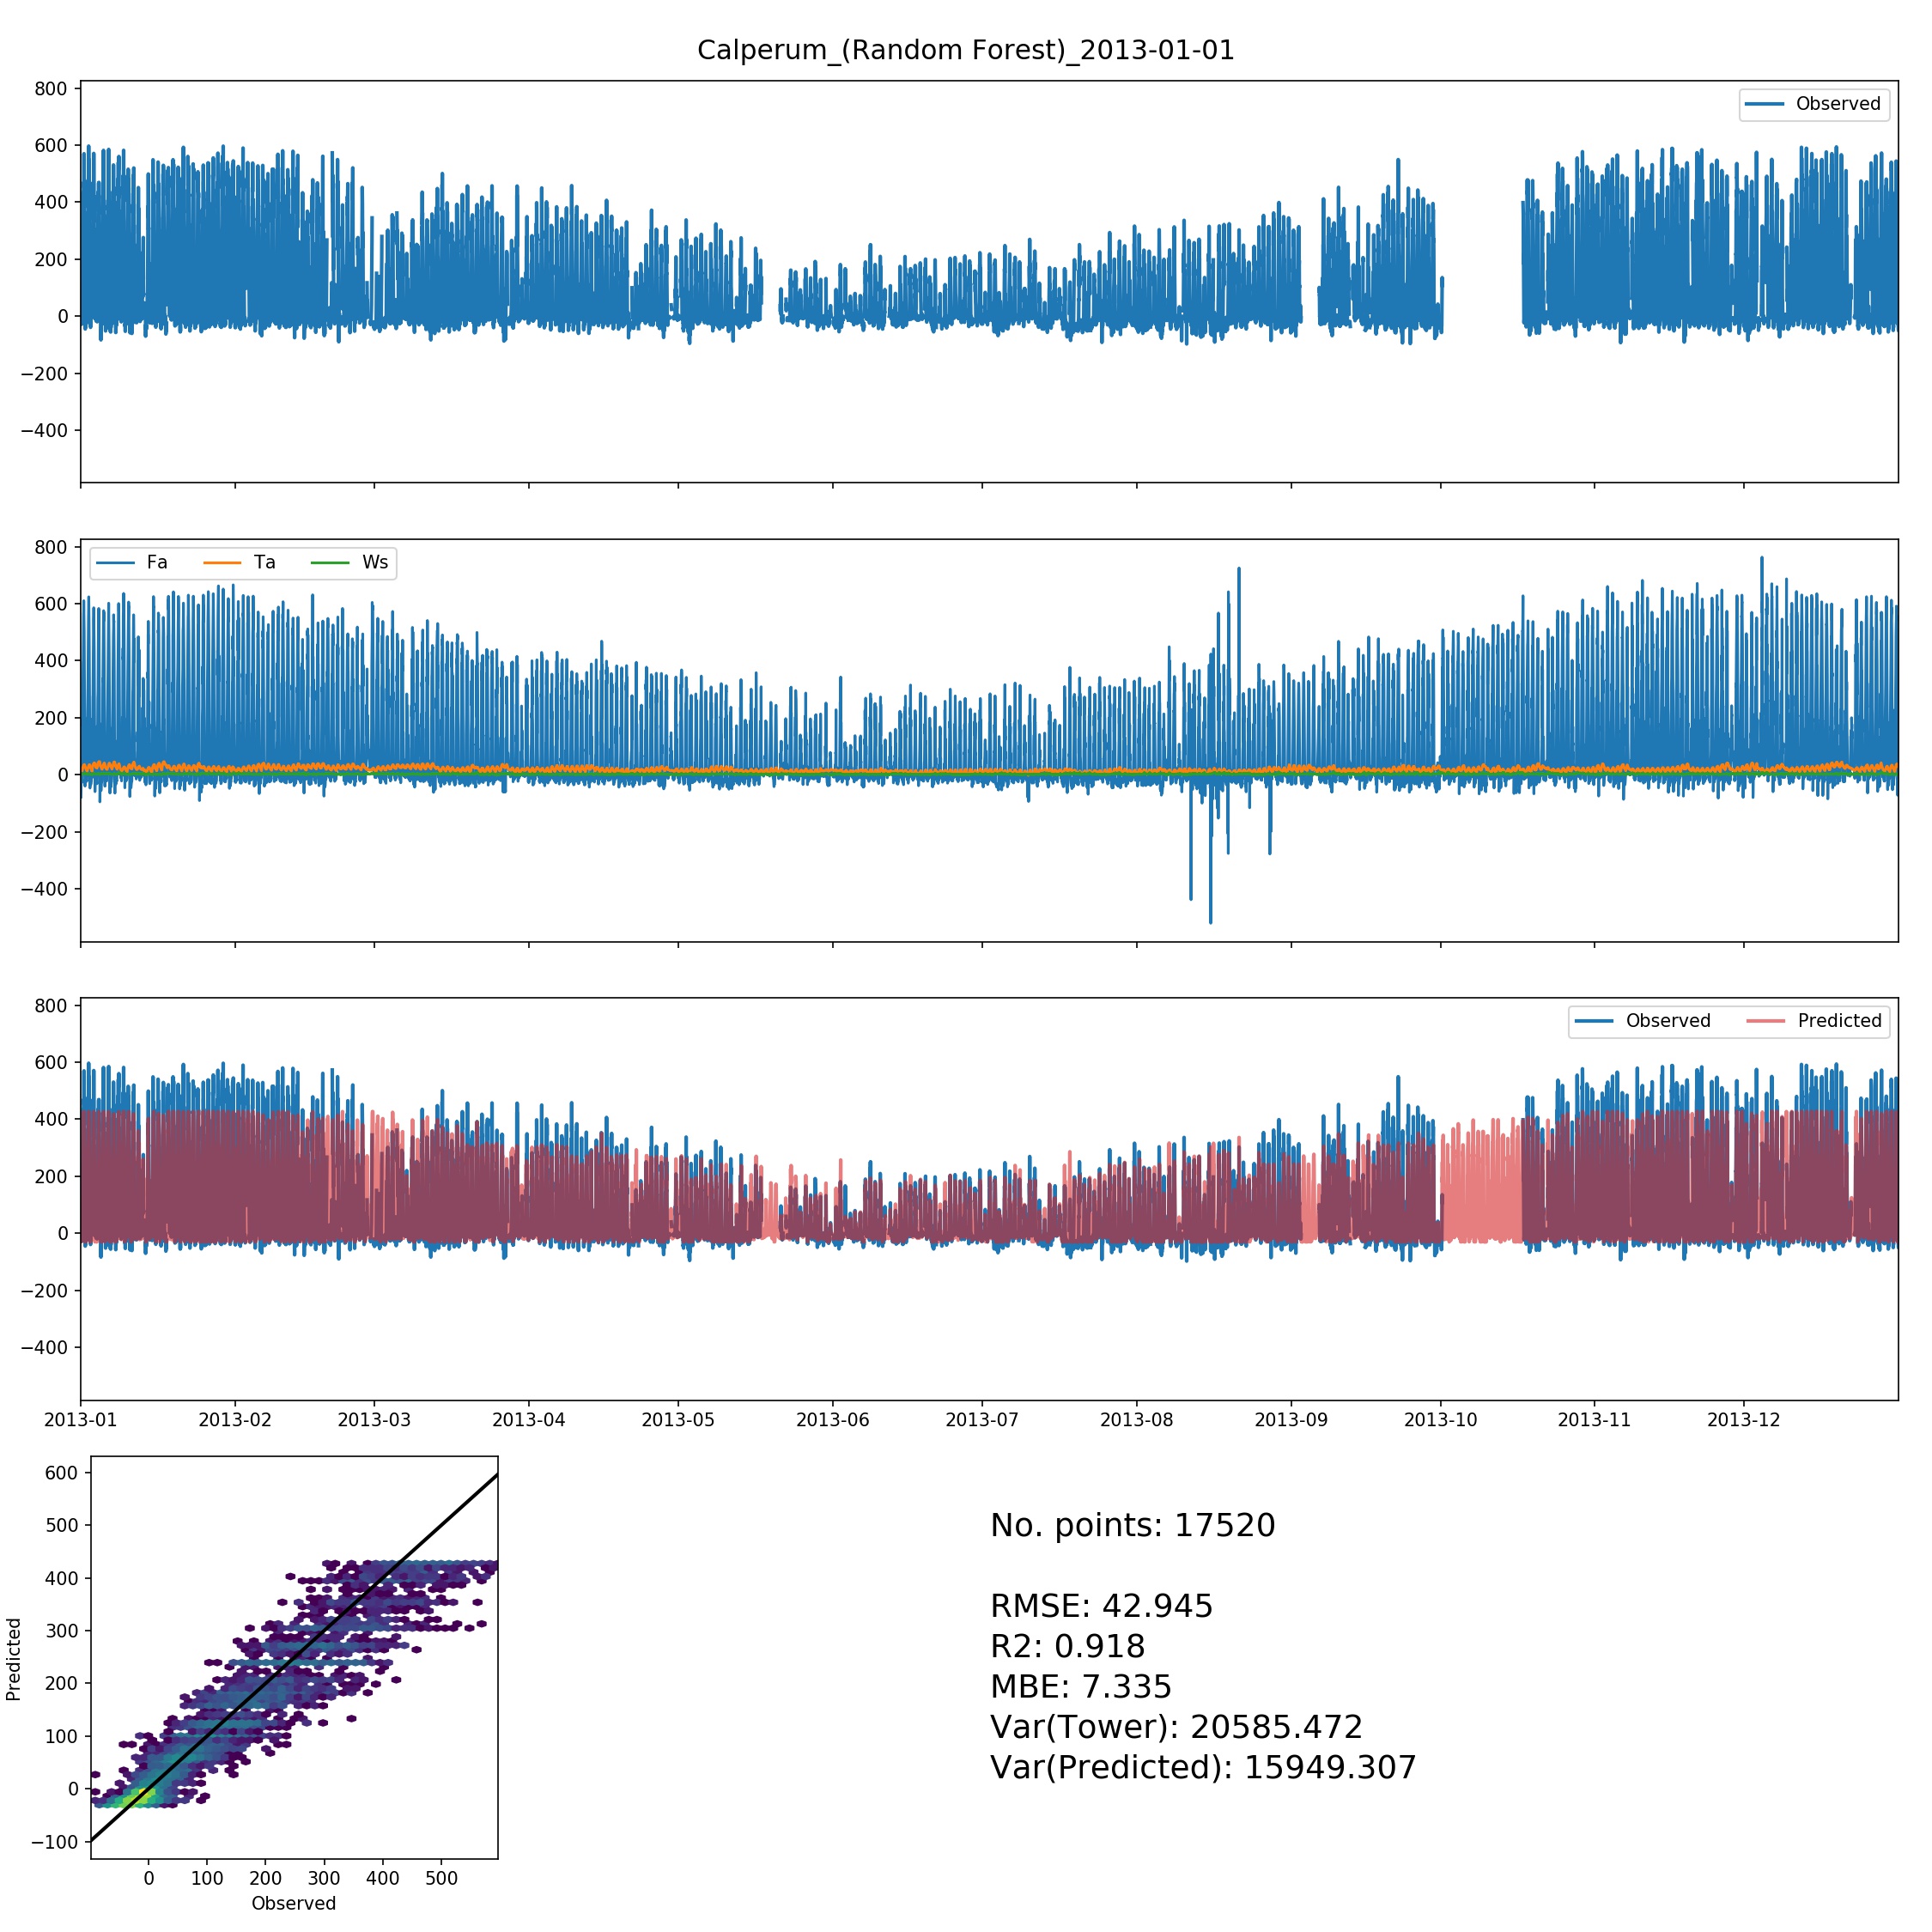 Calperum_(Random Forest)_2013-01-01
800
600
400
200
0
−200
−400
Observed
800
600
400
200
0
−200
−400
Fa Ta Ws
800
600
400
200
0
−200
−400
Observed Predicted
2013-01 2013-02 2013-03 2013-04 2013-05 2013-06 2013-07 2013-08 2013-09 2013-10 2013-11 2013-12
600
500
400
300
200
100
0
−100
Predicted
0 100 200 300 400 500
Observed
No. points: 17520
RMSE: 42.945
R2: 0.918
MBE: 7.335
Var(Tower): 20585.472
Var(Predicted): 15949.307